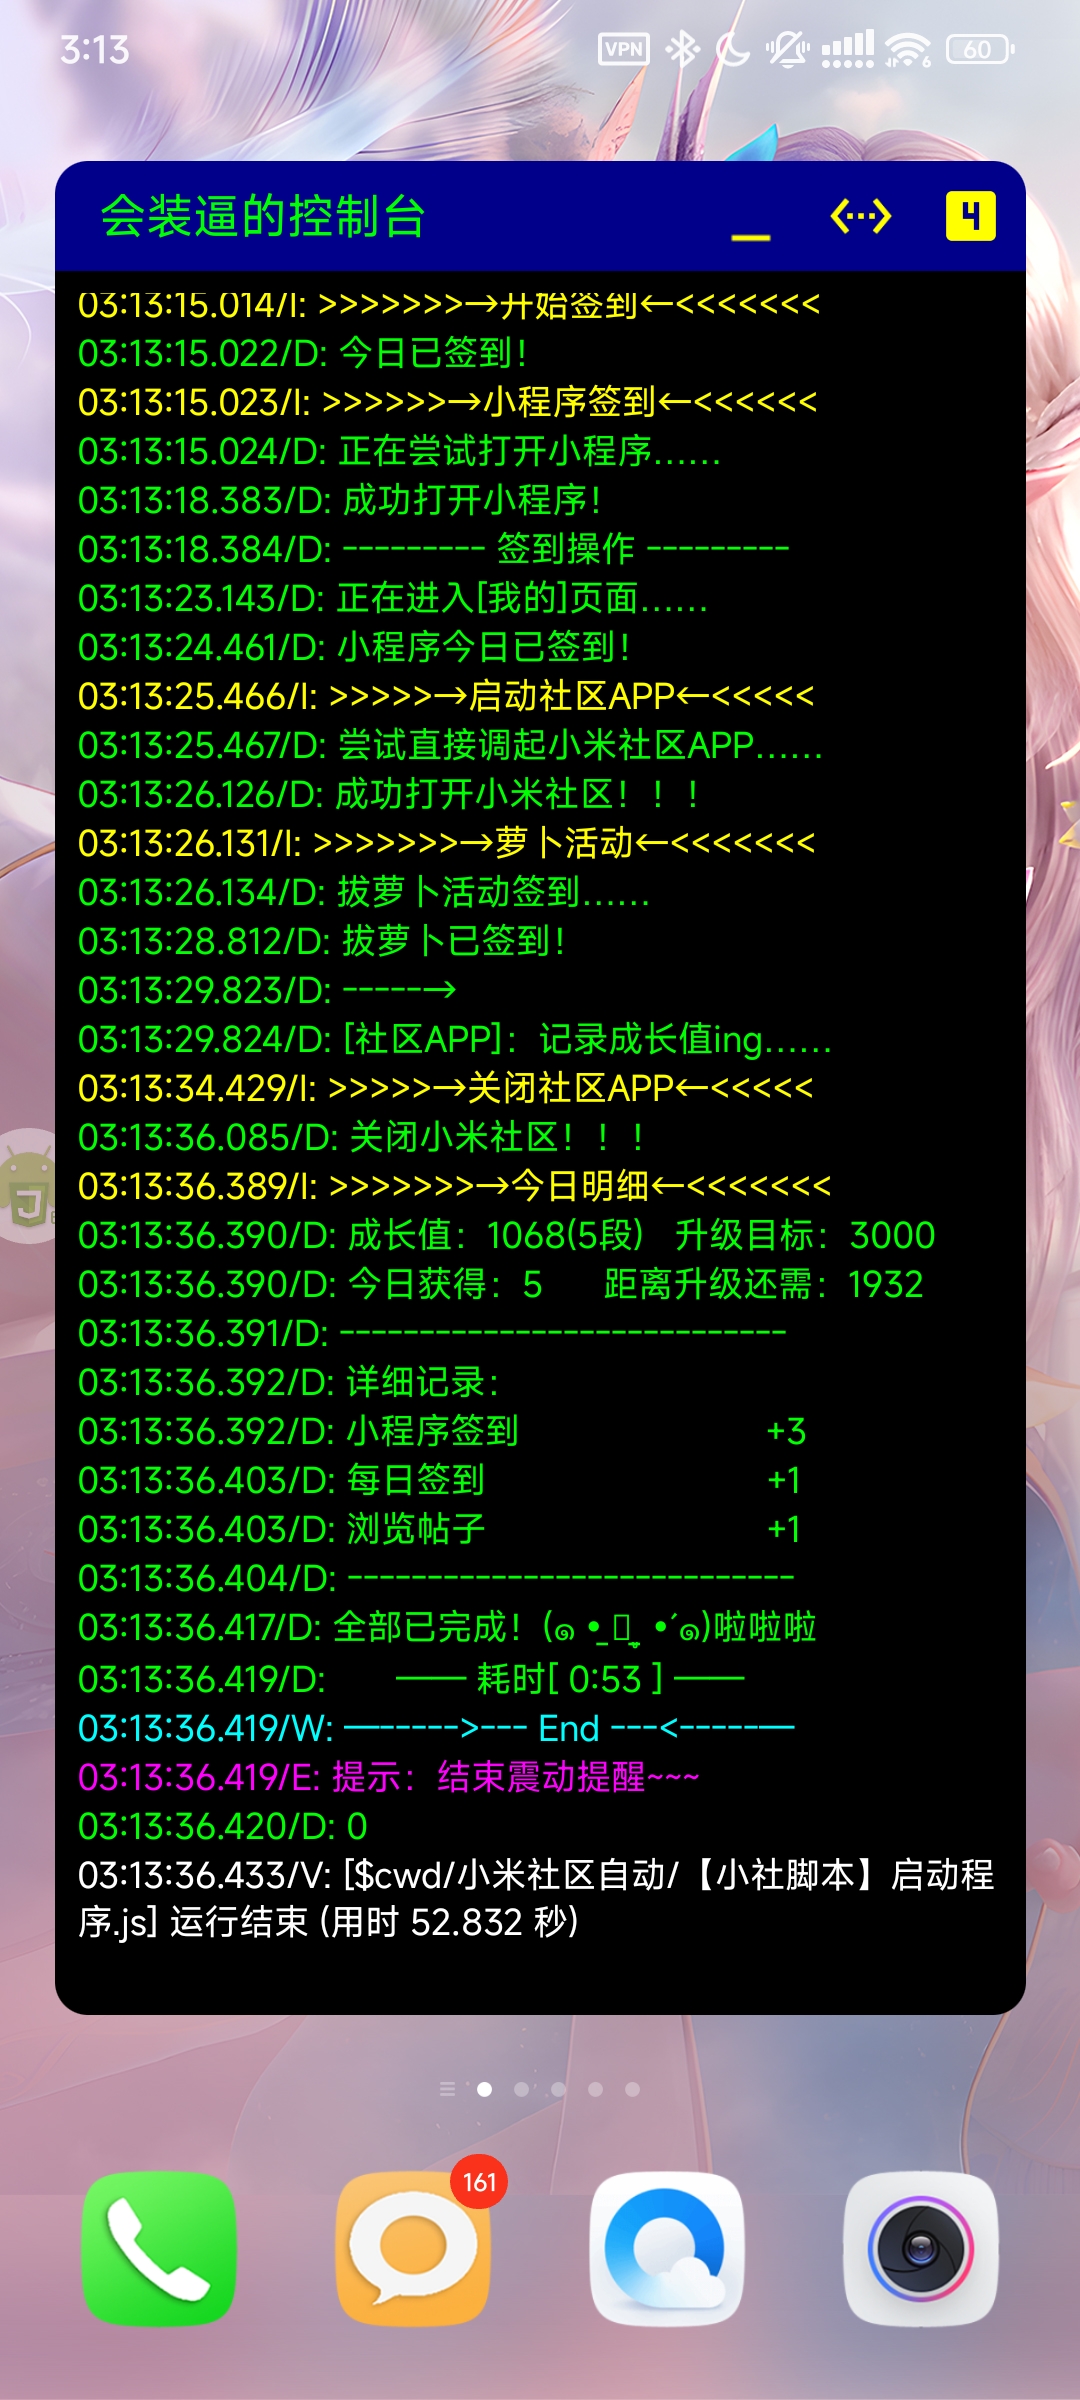 3:13
VPN
6
60
会装逼的控制台
4
03:13:15.014/I: >>>>>>>→开始签到←<<<<<<<
03:13:15.022/D: 今日已签到！
03:13:15.023/I: >>>>>>→小程序签到←<<<<<<
03:13:15.024/D: 正在尝试打开小程序……
03:13:18.383/D: 成功打开小程序！
03:13:18.384/D: --------- 签到操作 ---------
03:13:23.143/D: 正在进入[我的]页面……
03:13:24.461/D: 小程序今日已签到！
03:13:25.466/I: >>>>>→启动社区APP←<<<<<
03:13:25.467/D: 尝试直接调起小米社区APP……
03:13:26.126/D: 成功打开小米社区！！！
03:13:26.131/I: >>>>>>>→萝卜活动←<<<<<<<
03:13:26.134/D: 拔萝卜活动签到……
03:13:28.812/D: 拔萝卜已签到！
03:13:29.823/D: -----→
03:13:29.824/D: [社区APP]：记录成长值ing……
03:13:34.429/I: >>>>>→关闭社区APP←<<<<<
03:13:36.085/D: 关闭小米社区！！！
03:13:36.389/I: >>>>>>>→今日明细←<<<<<<<
03:13:36.390/D: 成长值：1068(5段) 升级目标：3000
03:13:36.390/D: 今日获得：5 距离升级还需：1932
03:13:36.391/D: ----------------------------
03:13:36.392/D: 详细记录：
03:13:36.392/D: 小程序签到 +3
03:13:36.403/D: 每日签到 +1
03:13:36.403/D: 浏览帖子 +1
03:13:36.404/D: ----------------------------
03:13:36.417/D: 全部已完成！(๑ •̱ ̮ •´๑)啦啦啦
03:13:36.419/D: —— 耗时[ 0:53 ] ——
03:13:36.419/W: —----->--- End ---<-----—
03:13:36.419/E: 提示：结束震动提醒~~~
03:13:36.420/D: 0
03:13:36.433/V: [$cwd/小米社区自动/【小社脚本】启动程
序.js] 运行结束 (用时 52.832 秒)
161